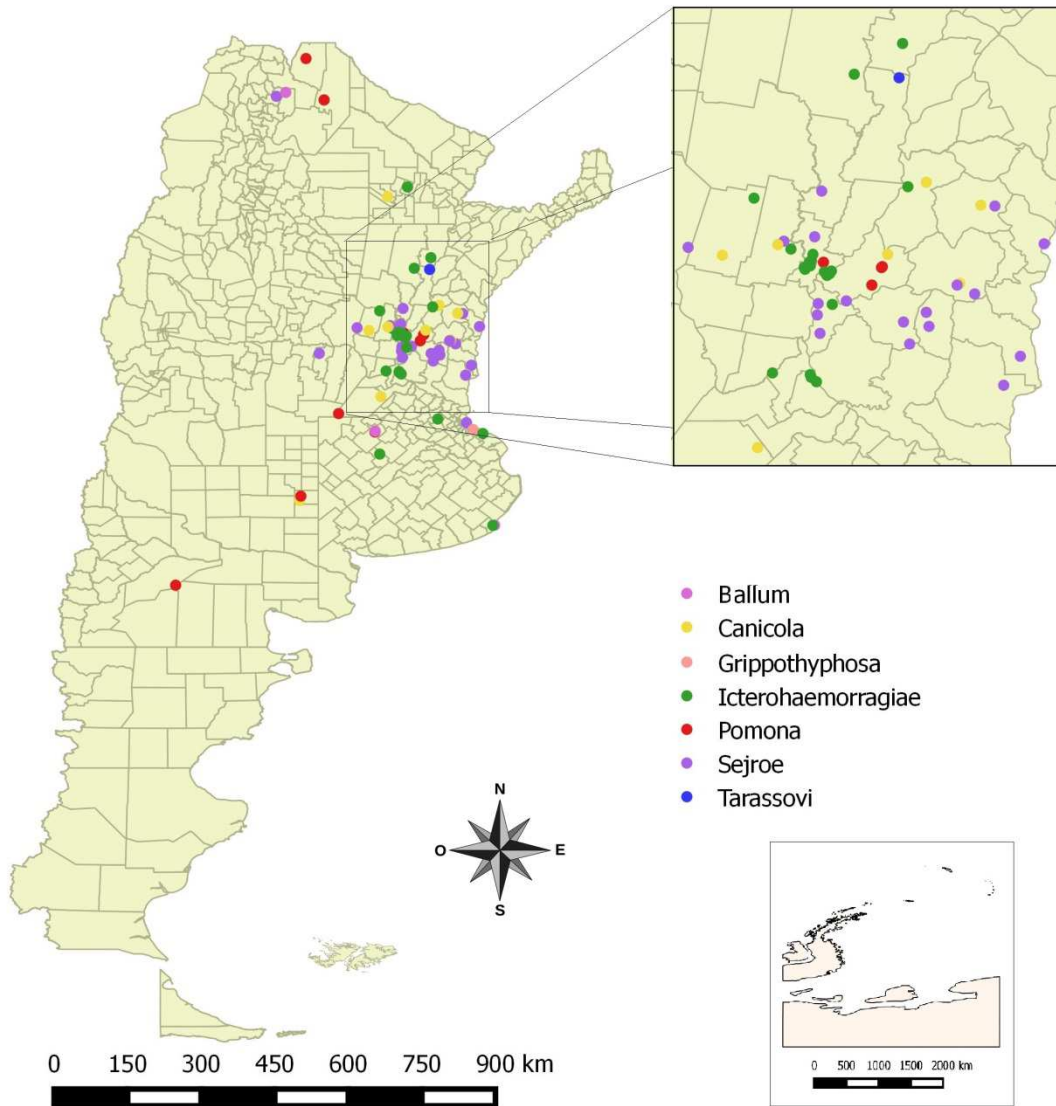 Ballum
Canicola
Grippothyphosa
Icterohaemorragiae
Pomona
Sejroe
Tarassovi
N
O E
S
0 150 300 450 600 750 900 km
0 500 1000 1500 2000 km